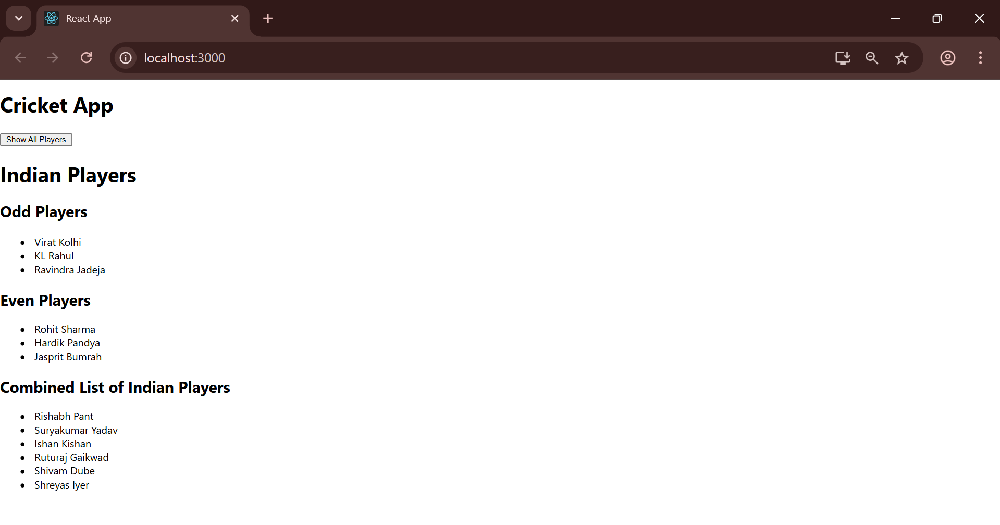 React App
localhost:3000
Cricket App
Show All Players
Indian Players
Odd Players
Virat Kolhi
KL Rahul
Ravindra Jadeja
Even Players
Rohit Sharma
Hardik Pandya
Jasprit Bumrah
Combined List of Indian Players
Rishabh Pant
Suryakumar Yadav
Ishan Kishan
Ruturaj Gaikwad
Shivam Dube
Shreyas Iyer